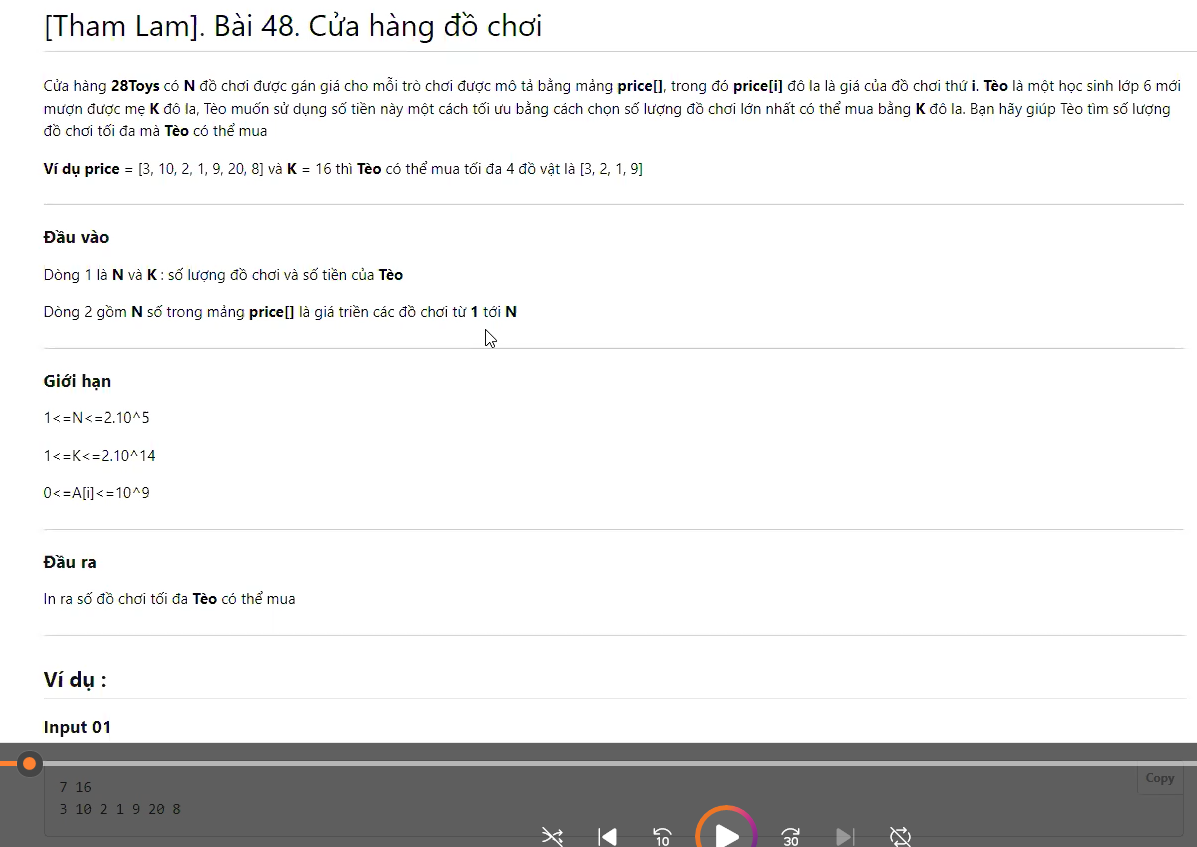 [Tham Lam]. Bài 48. Cửa hàng đồ chơi
Cửa hàng 28Toys có N đồ chơi được gán giá cho mỗi trò chơi được mô tả bằng mảng price[], trong đó price[i] đô la là giá của đồ chơi thứ i. Tèo là một học sinh lớp 6 mới
mượn được mẹ K đô la, Tèo muốn sử dụng số tiền này một cách tối ưu bằng cách chọn số lượng đồ chơi lớn nhất có thể mua bằng K đô la. Bạn hãy giúp Tèo tìm số lượng
đồ chơi tối đa mà Tèo có thể mua
Ví dụ price = [3, 10, 2, 1, 9, 20, 8] và K = 16 thì Tèo có thể mua tối đa 4 đồ vật là [3, 2, 1, 9]
Đầu vào
Dòng 1 là N và K : số lượng đồ chơi và số tiền của Tèo
Dòng 2 gồm N số trong mảng price[] là giá triền các đồ chơi từ 1 tới N
Giới hạn
1<=N<=2.10^5
1<=K<=2.10^14
0<=A[i]<=10^9
Đầu ra
In ra số đồ chơi tối đa Tèo có thể mua
Ví dụ :
Input 01
Copy
7 16
3 10 2 1 9 20 8
10
30